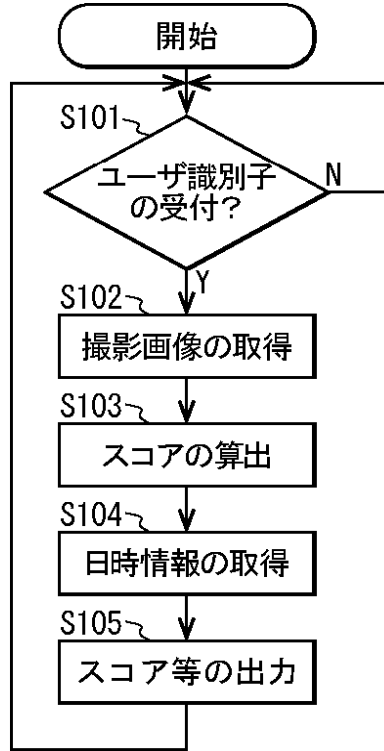 開始
S101
ユーザ識別子
の受付?
N
Y
S102
撮影画像の取得
S103
スコアの算出
S104
日時情報の取得
S105
スコア等の出力